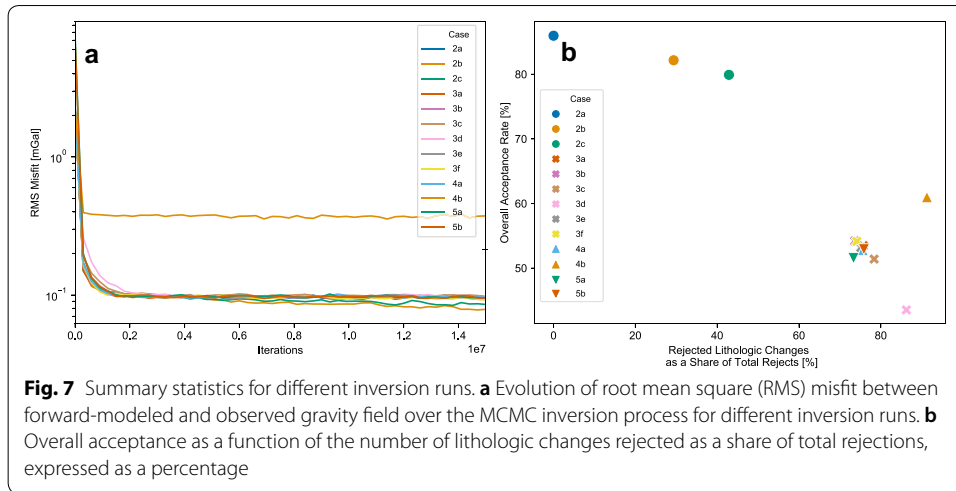 a
RMS Misfit [mGal]
10⁰
10⁻¹
0.0 0.2 0.4 0.6 0.8 1.0 1.2 1.4
1e7
Iterations
Case
2a
2b
2c
3a
3b
3c
3d
3e
3f
4a
4b
5a
5b
b
Overall Acceptance Rate [%]
80
70
60
50
0 20 40 60 80
Rejected Lithologic Changes
as a Share of Total Rejects [%]
Case
2a
2b
2c
3a
3b
3c
3d
3e
3f
4a
4b
5a
5b
Fig. 7 Summary statistics for different inversion runs. a Evolution of root mean square (RMS) misfit between
forward-modeled and observed gravity field over the MCMC inversion process for different inversion runs. b
Overall acceptance as a function of the number of lithologic changes rejected as a share of total rejections,
expressed as a percentage